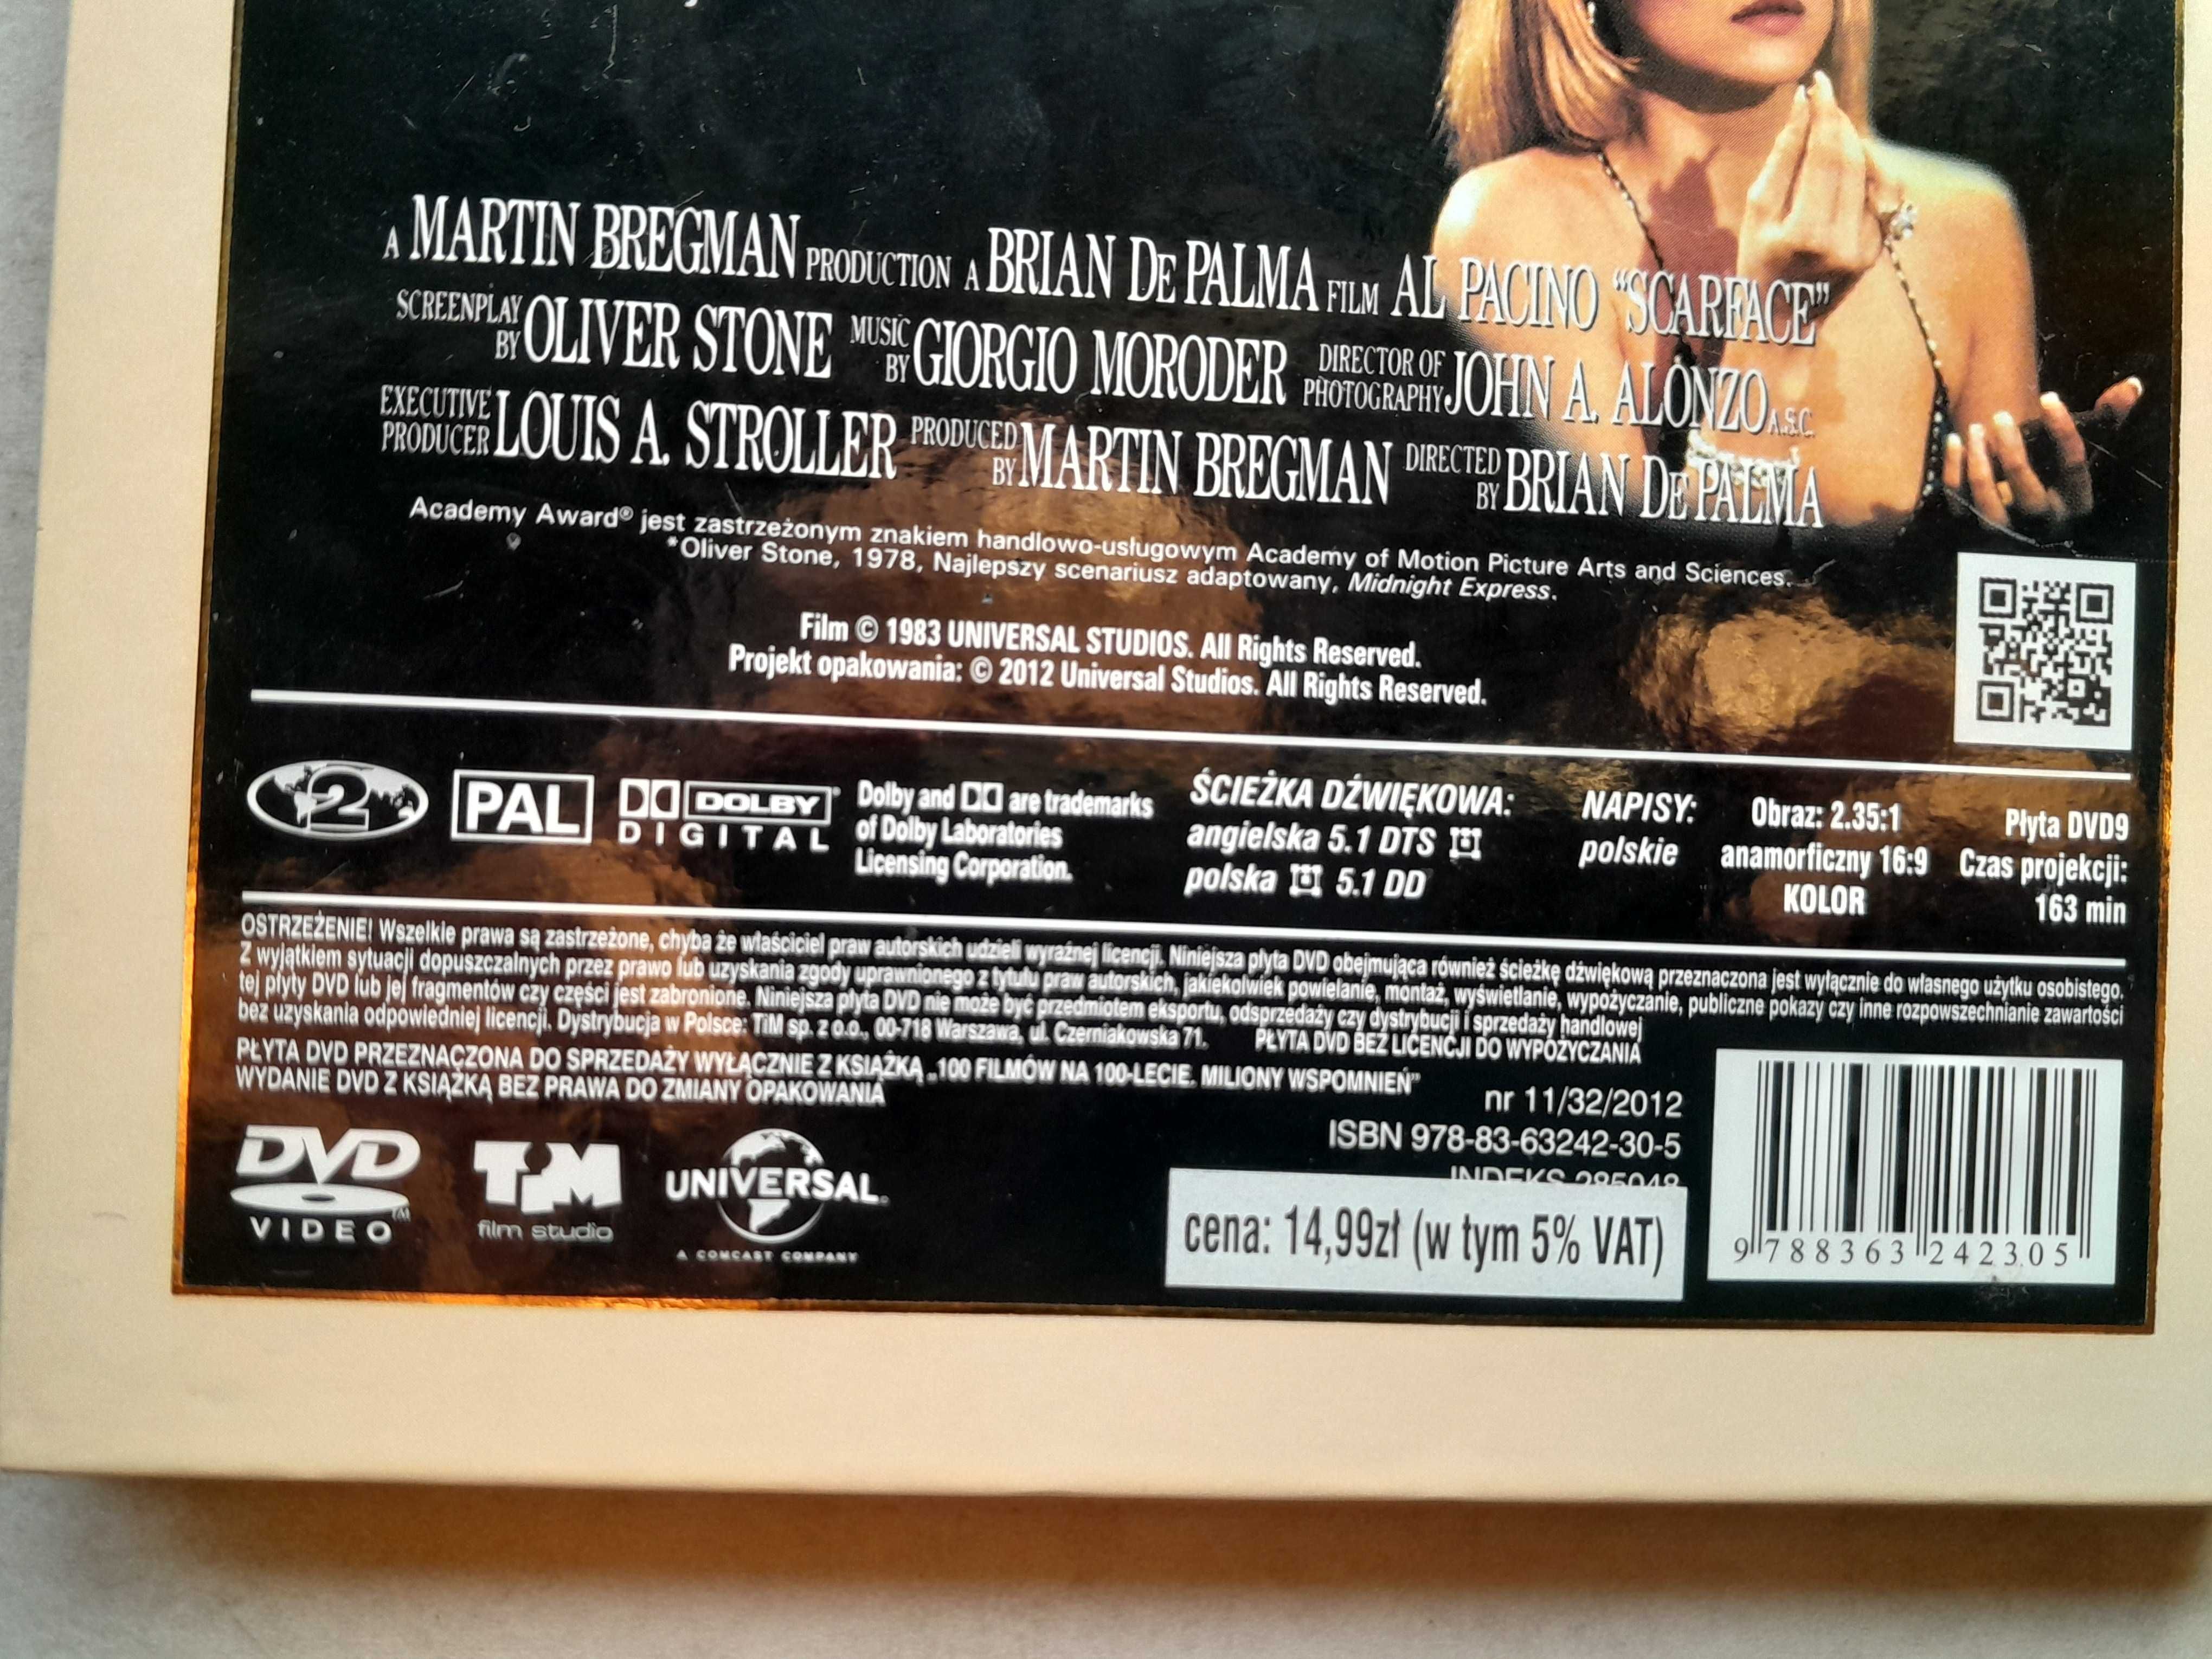 A MARTIN BREGMAN PRODUCTION A BRIAN DE PALMA FILM AL PACINO “SCARFACE”
SCREENPLAY BY OLIVER STONE MUSIC BY GIORGIO MORODER DIRECTOR OF PHOTOGRAPHY JOHN A. ALONZO A.S.C.
EXECUTIVE PRODUCER LOUIS A. STROLLER PRODUCED BY MARTIN BREGMAN DIRECTED BY BRIAN DE PALMA
Academy Award® jest zastrzeżonym znakiem handlowo-usługowym Academy of Motion Picture Arts and Sciences.
*Oliver Stone, 1978, Najlepszy scenariusz adaptowany, Midnight Express.
Film © 1983 UNIVERSAL STUDIOS. All Rights Reserved.
Projekt opakowania: © 2012 Universal Studios. All Rights Reserved.
2
PAL
DOLBY
DIGITAL
Dolby and are trademarks
of Dolby Laboratories
Licensing Corporation.
ŚCIEŻKA DŹWIĘKOWA:
angielska 5.1 DTS
polska 5.1 DD
NAPISY:
polskie
Obraz: 2.35:1
anamorficzny 16:9
KOLOR
Płyta DVD9
Czas projekcji:
163 min
OSTRZEŻENIE! Wszelkie prawa są zastrzeżone, chyba że właściciel praw autorskich udzieli wyraźnej licencji. Niniejsza płyta DVD obejmująca również ścieżkę dźwiękową przeznaczona jest wyłącznie do własnego użytku osobistego.
Z wyjątkiem sytuacji dopuszczalnych przez prawo lub uzyskania zgody uprawnionego z tytułu praw autorskich, jakiekolwiek powielanie, montaż, wyświetlanie, wypożyczanie, publiczne pokazy czy inne rozpowszechnianie zawartości
tej płyty DVD lub jej fragmentów czy części jest zabronione. Niniejsza płyta DVD nie może być przedmiotem eksportu, odsprzedaży czy dystrybucji i sprzedaży handlowej
bez uzyskania odpowiedniej licencji. Dystrybucja w Polsce: TiM sp. z o.o., 00-718 Warszawa, ul. Czerniakowska 71. PŁYTA DVD BEZ LICENCJI DO WYPOŻYCZANIA
PŁYTA DVD PRZEZNACZONA DO SPRZEDAŻY WYŁĄCZNIE Z KSIĄŻKĄ „100 FILMÓW NA 100-LECIE. MILIONY WSPOMNIEŃ”
WYDANIE DVD Z KSIĄŻKĄ BEZ PRAWA DO ZMIANY OPAKOWANIA
nr 11/32/2012
ISBN 978-83-63242-30-5
INDEKS 285048
cena: 14,99zł (w tym 5% VAT)
9 788363 242305
DVD
VIDEO
TiM
film studio
UNIVERSAL
A COMCAST COMPANY